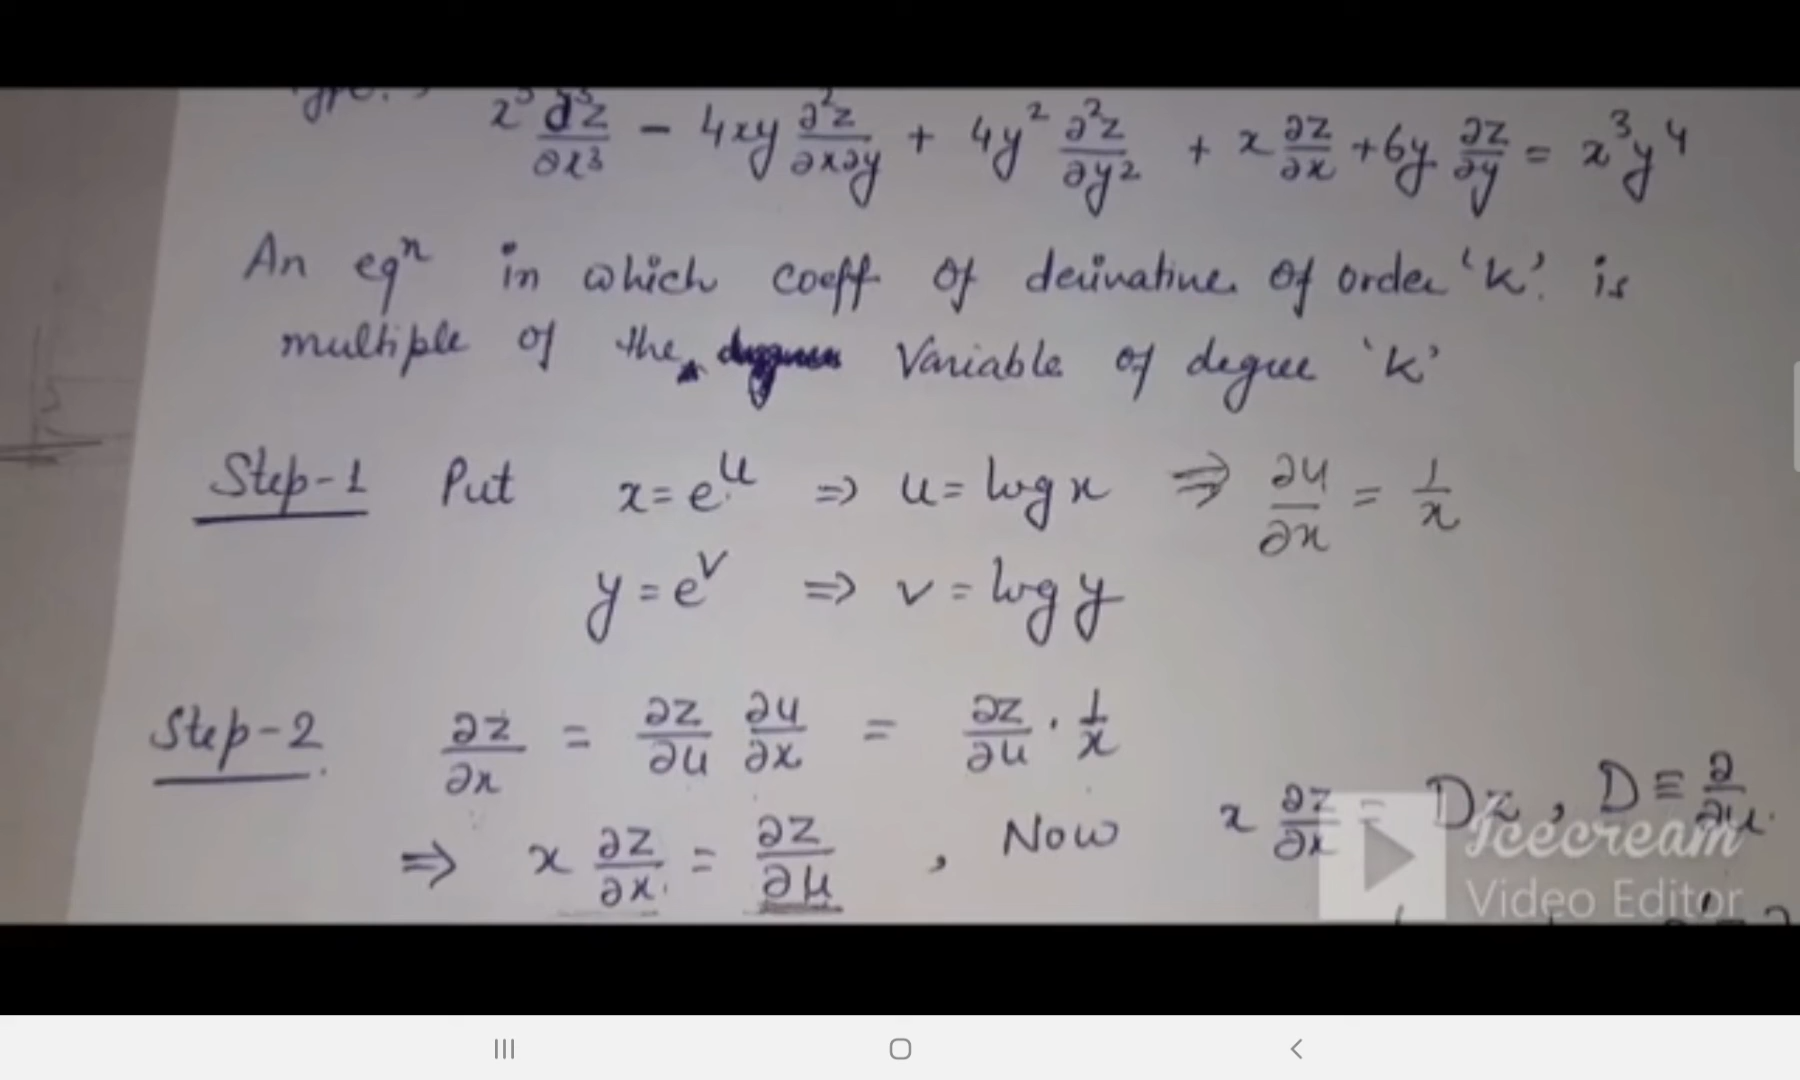 x³ ∂³z/∂x³ - 4xy ∂²z/∂x∂y + 4y² ∂²z/∂y² + x ∂z/∂x + 6y ∂z/∂y = x³y⁴
An eqⁿ in which coeff of derivative of order 'k'. is
multiple of the variable of degree 'k'
Step-1 Put x = e^u ⇒ u = log x ⇒ ∂u/∂x = 1/x
y = e^v ⇒ v = log y
Step-2 ∂z/∂x = ∂z/∂u ∂u/∂x = ∂z/∂u · 1/x
⇒ x ∂z/∂x = ∂z/∂u , Now x ∂z/∂x = Dz , D ≡ ∂/∂u.
Icecream
Video Editor